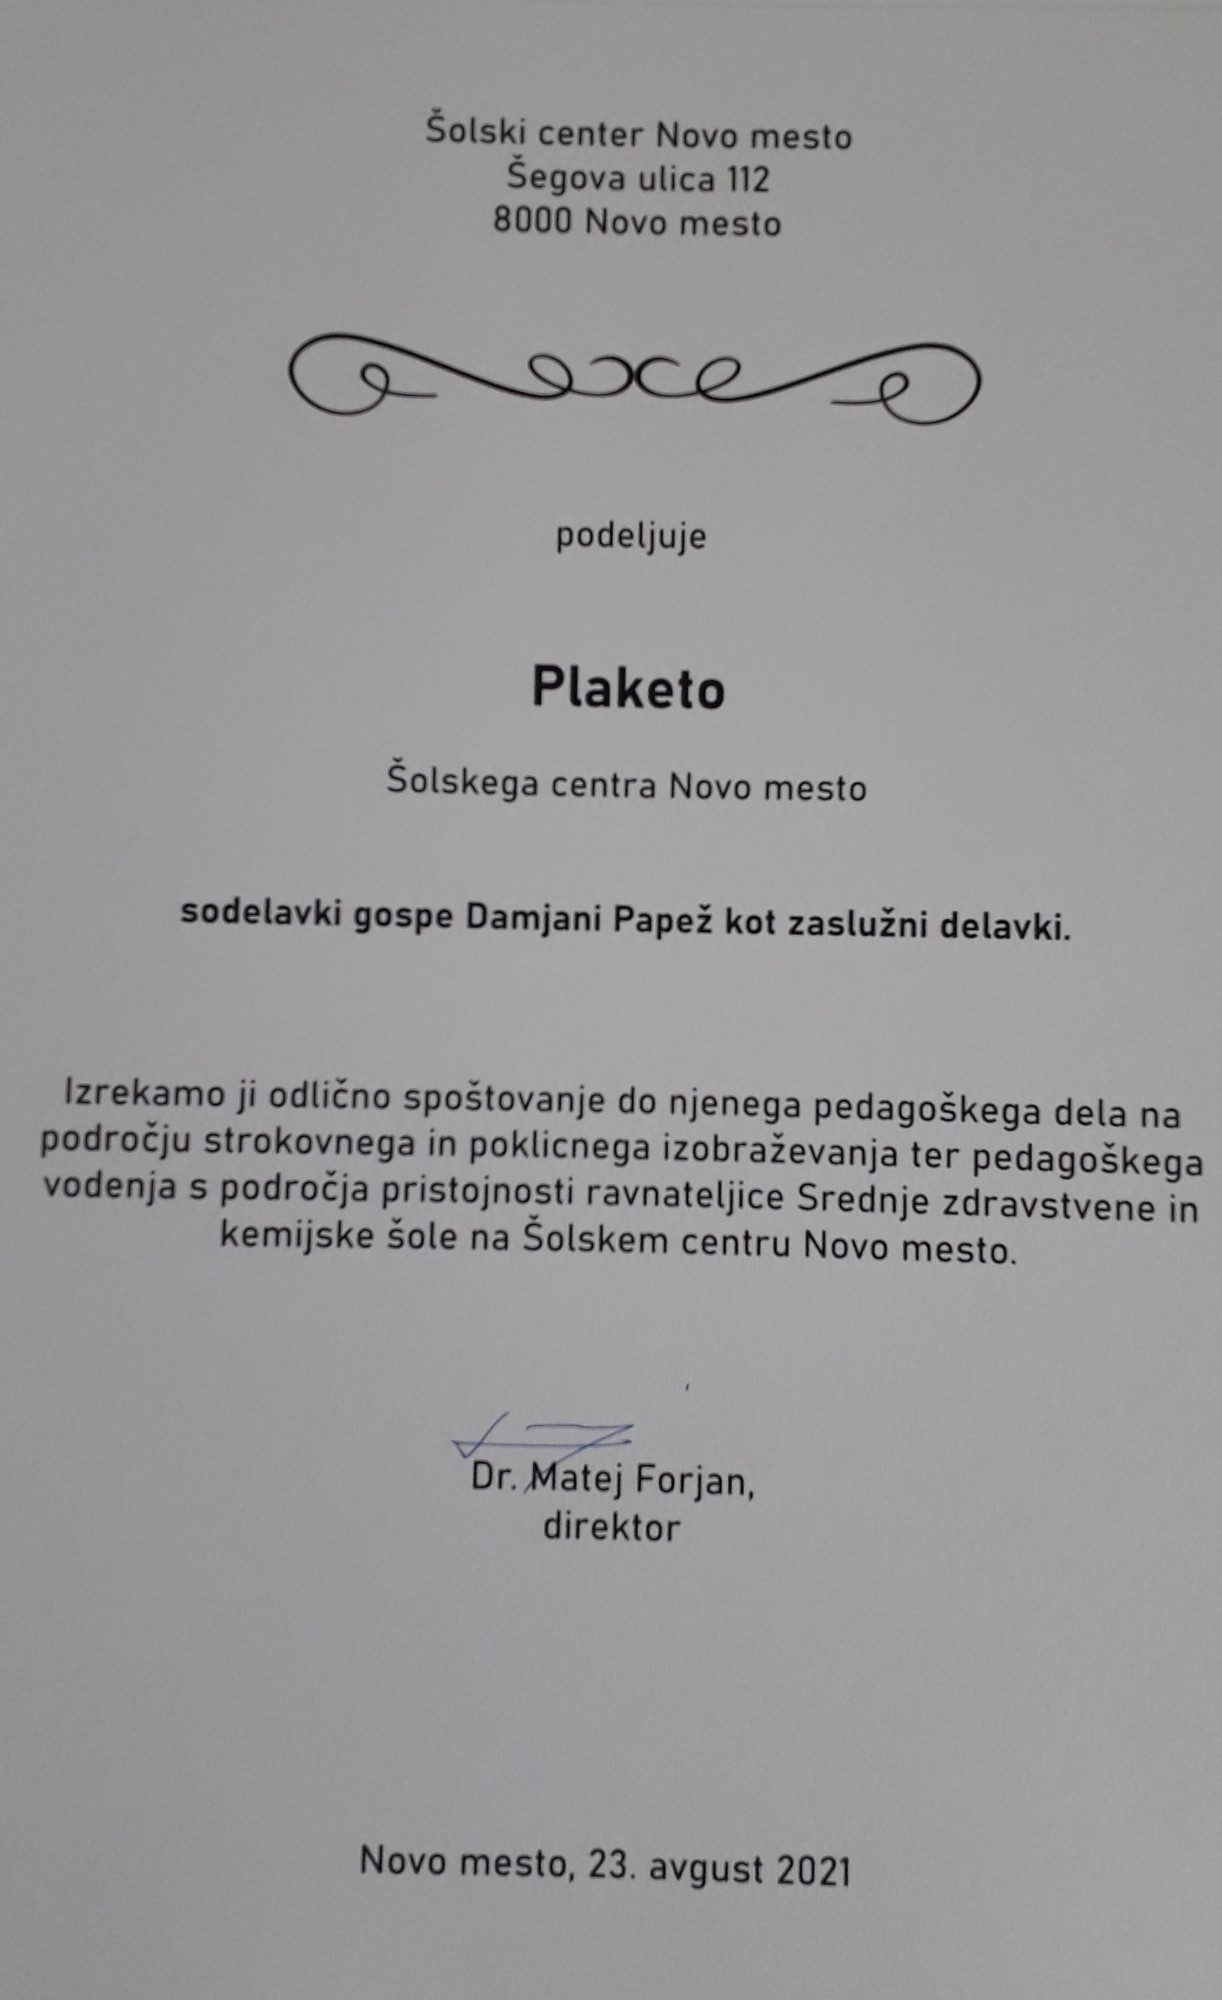 Šolski center Novo mesto
Šegova ulica 112
8000 Novo mesto
podeljuje
Plaketo
Šolskega centra Novo mesto
sodelavki gospe Damjani Papež kot zaslužni delavki.
Izrekamo ji odlično spoštovanje do njenega pedagoškega dela na
področju strokovnega in poklicnega izobraževanja ter pedagoškega
vodenja s področja pristojnosti ravnateljice Srednje zdravstvene in
kemijske šole na Šolskem centru Novo mesto.
Dr. Matej Forjan,
direktor
Novo mesto, 23. avgust 2021